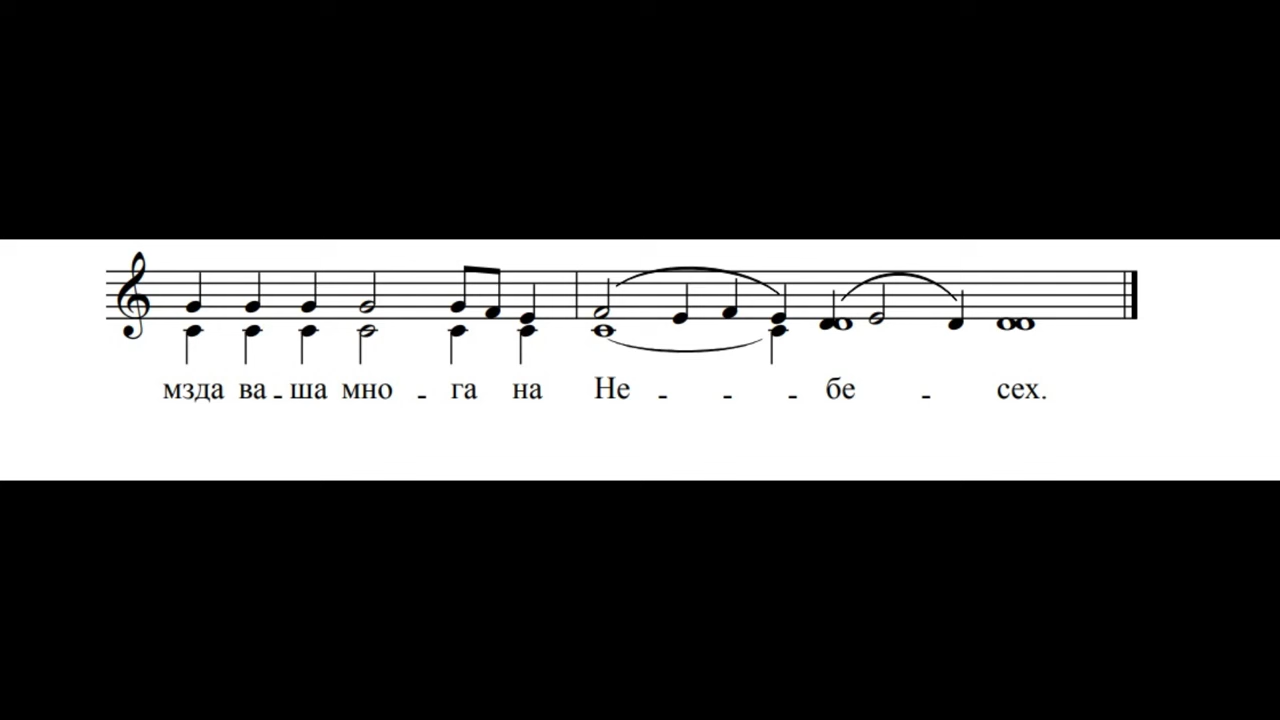 мзда ва - ша мно - га на Не - - - бе - сех.